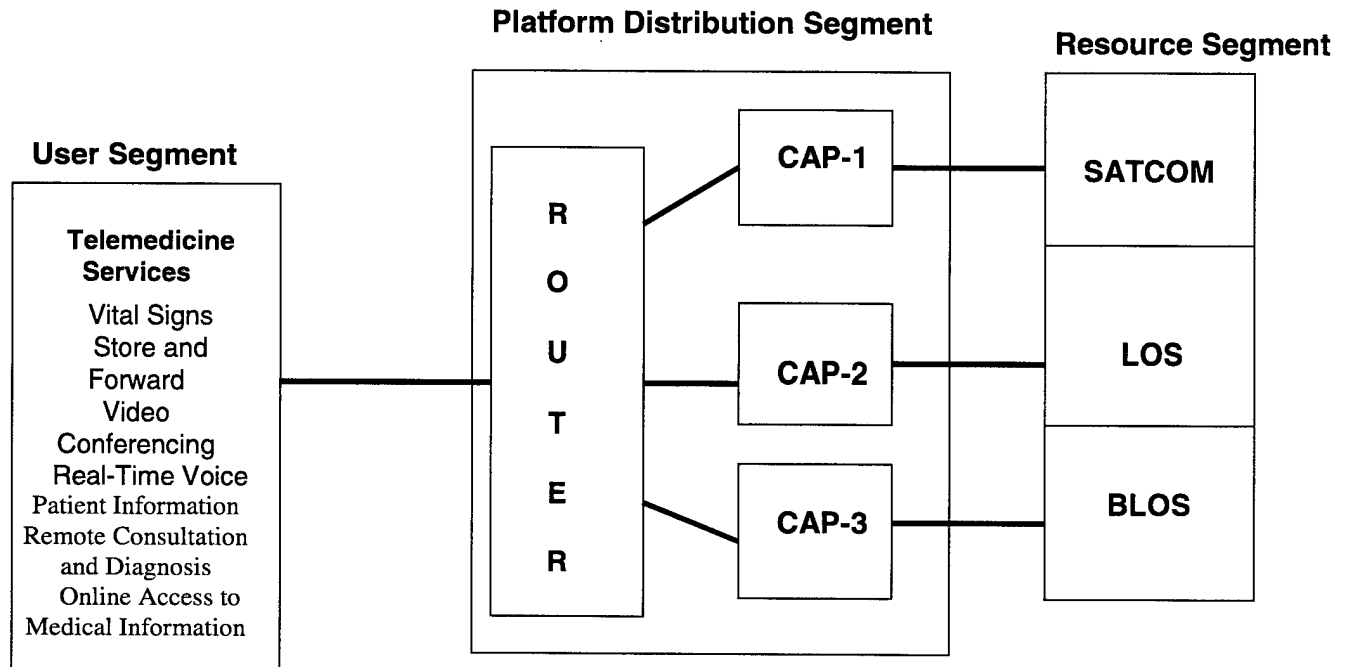 Platform Distribution Segment
Resource Segment
User Segment
Telemedicine
Services
Vital Signs
Store and
Forward
Video
Conferencing
Real-Time Voice
Patient Information
Remote Consultation
and Diagnosis
Online Access to
Medical Information
R
O
U
T
E
R
CAP-1
CAP-2
CAP-3
SATCOM
LOS
BLOS